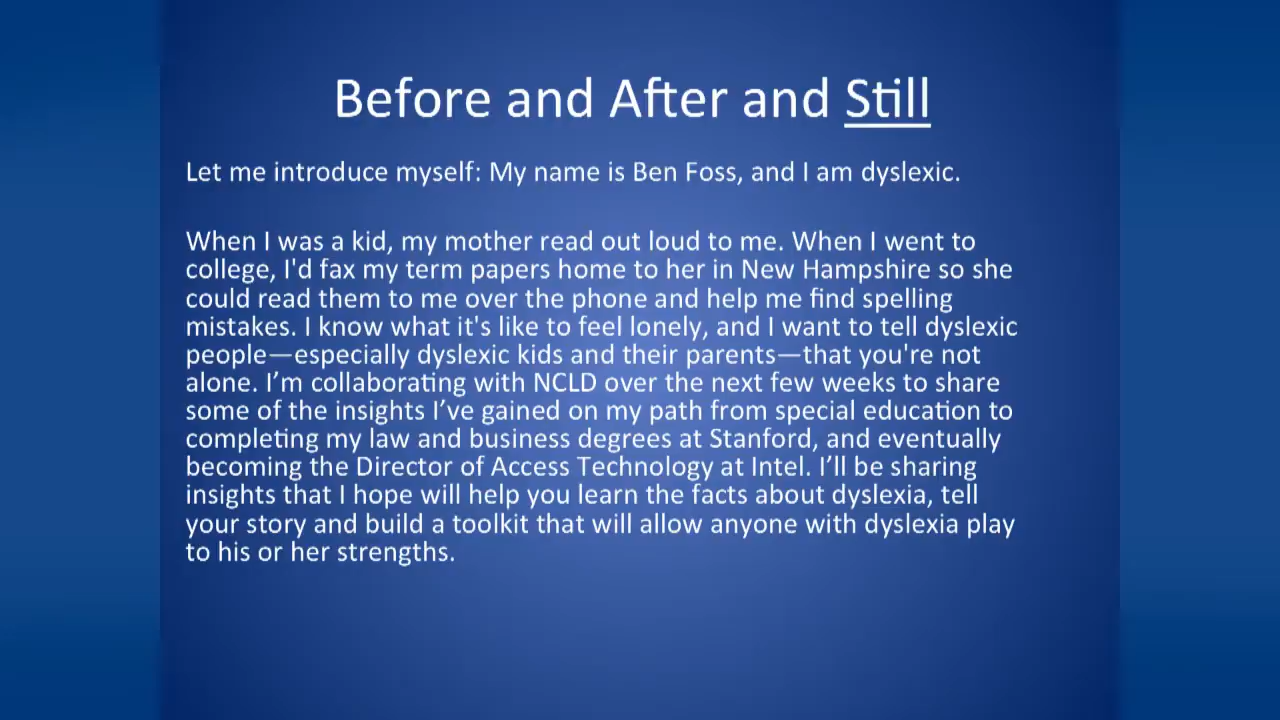 Before and After and Still
Let me introduce myself: My name is Ben Foss, and I am dyslexic.
When I was a kid, my mother read out loud to me. When I went to
college, I'd fax my term papers home to her in New Hampshire so she
could read them to me over the phone and help me find spelling
mistakes. I know what it's like to feel lonely, and I want to tell dyslexic
people—especially dyslexic kids and their parents—that you're not
alone. I’m collaborating with NCLD over the next few weeks to share
some of the insights I’ve gained on my path from special education to
completing my law and business degrees at Stanford, and eventually
becoming the Director of Access Technology at Intel. I’ll be sharing
insights that I hope will help you learn the facts about dyslexia, tell
your story and build a toolkit that will allow anyone with dyslexia play
to his or her strengths.